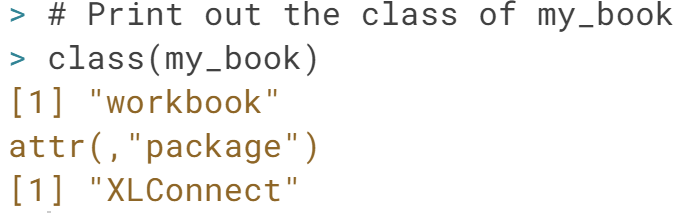 > # Print out the class of my_book
> class(my_book)
[1] "workbook"
attr(,"package")
[1] "XLConnect"